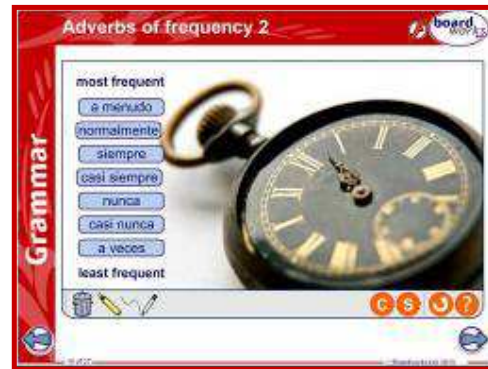 Adverbs of frequency 2
board
works
Grammar
most frequent
a menudo
normalmente
siempre
casi siempre
nunca
casi nunca
a veces
least frequent
C S ?